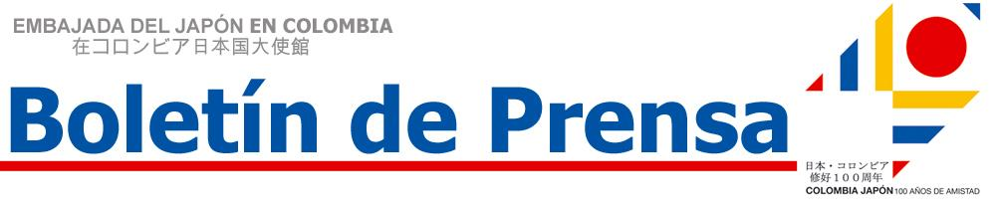 EMBAJADA DEL JAPÓN EN COLOMBIA
在コロンビア日本国大使館
Boletín de Prensa
日本・コロンビア
修好１００周年
COLOMBIA JAPÓN 100 AÑOS DE AMISTAD